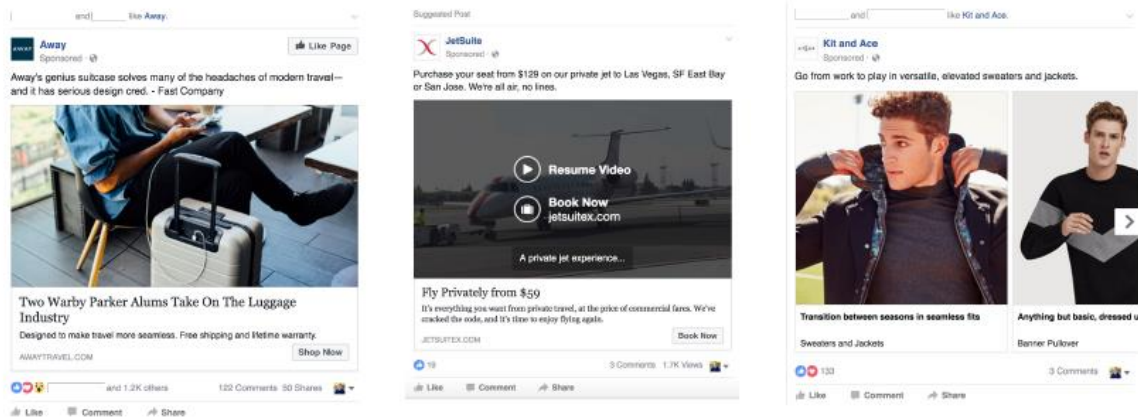 and like Away.
AWAY
Away
Sponsored ·
Like Page
Away's genius suitcase solves many of the headaches of modern travel—
and it has serious design cred. - Fast Company
Two Warby Parker Alums Take On The Luggage
Industry
Designed to make travel more seamless. Free shipping and lifetime warranty.
AWAYTRAVEL.COM
Shop Now
and 1.2K others
122 Comments 50 Shares
Like Comment Share
Suggested Post
JetSuite
Sponsored ·
Purchase your seat from $129 on our private jet to Las Vegas, SF East Bay
or San Jose. We're all air, no lines.
Resume Video
Book Now
jetsuitex.com
A private jet experience...
Fly Privately from $59
It's everything you want from private travel, at the price of commercial fares. We've
cracked the code, and it's time to enjoy flying again.
JETSUITEX.COM
Book Now
19
3 Comments 1.7K Views
Like Comment Share
and like Kit and Ace.
Kit and Ace
Sponsored ·
Go from work to play in versatile, elevated sweaters and jackets.
Transition between seasons in seamless fits
Sweaters and Jackets
Anything but basic, dressed u
Banner Pullover
133
3 Comments
Like Comment Share